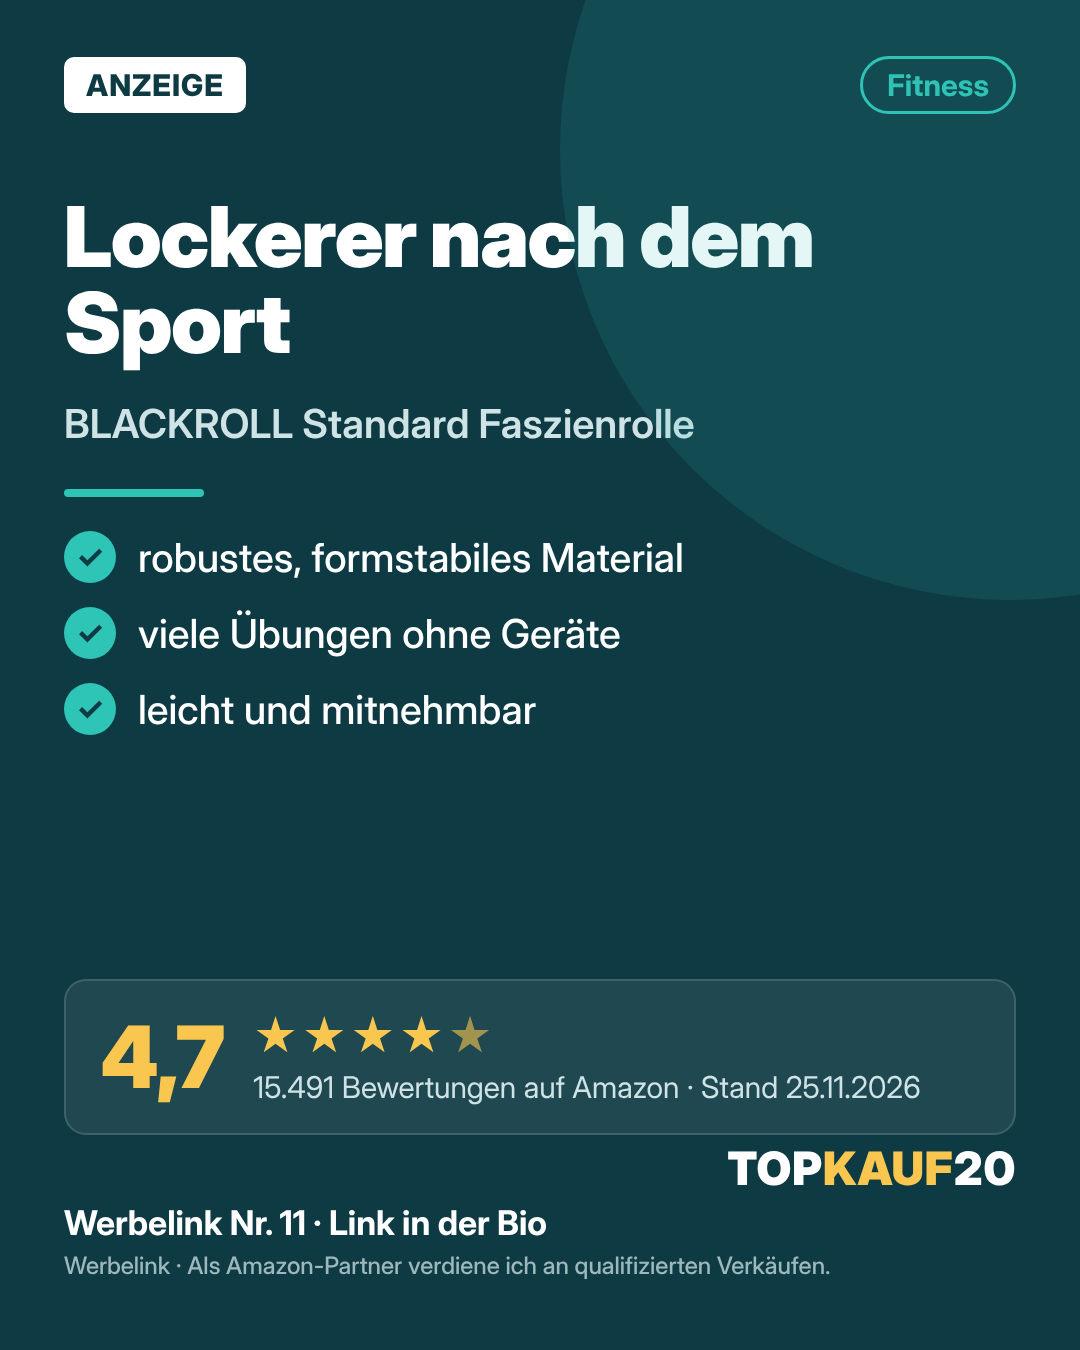 ANZEIGE
Fitness
Lockerer nach dem
Sport
BLACKROLL Standard Faszienrolle
robustes, formstabiles Material
viele Übungen ohne Geräte
leicht und mitnehmbar
4,7
15.491 Bewertungen auf Amazon · Stand 25.11.2026
TOPKAUF20
Werbelink Nr. 11 · Link in der Bio
Werbelink · Als Amazon-Partner verdiene ich an qualifizierten Verkäufen.